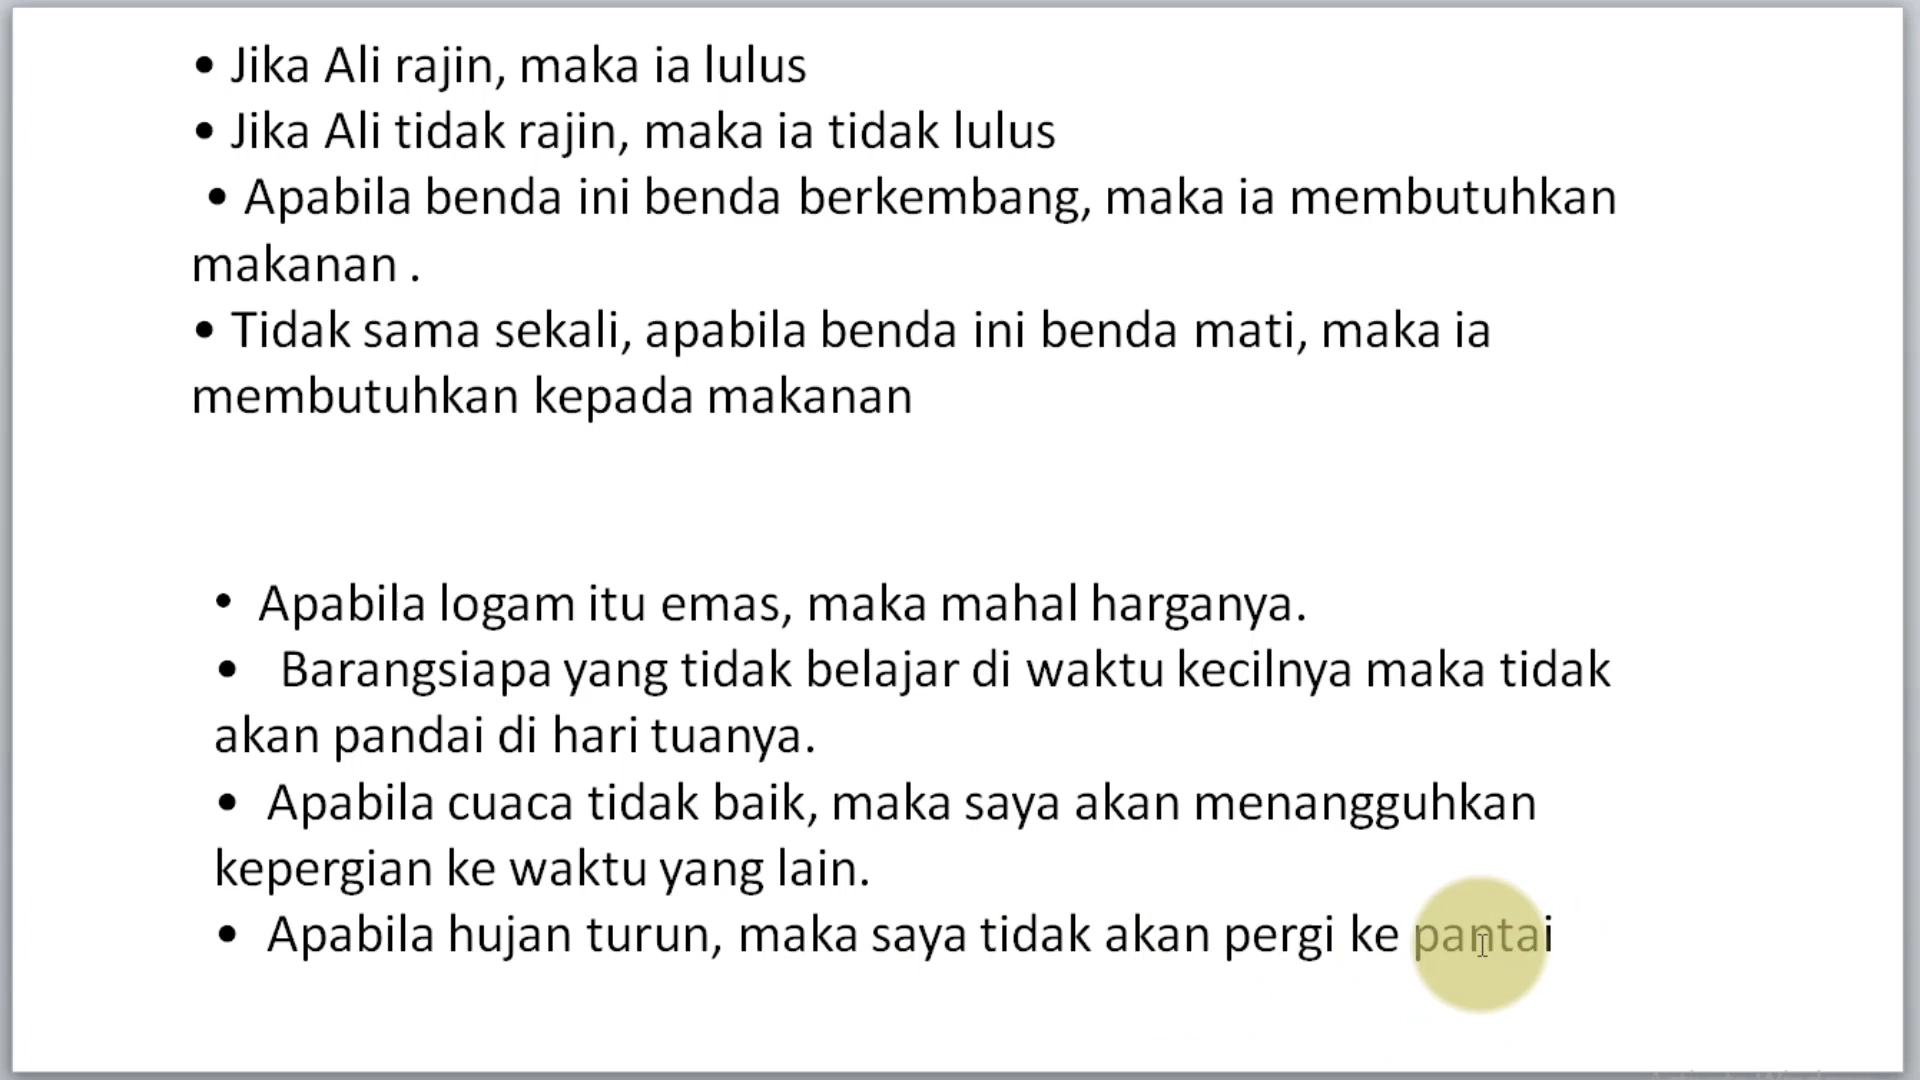 • Jika Ali rajin, maka ia lulus
• Jika Ali tidak rajin, maka ia tidak lulus
• Apabila benda ini benda berkembang, maka ia membutuhkan
makanan .
• Tidak sama sekali, apabila benda ini benda mati, maka ia
membutuhkan kepada makanan
• Apabila logam itu emas, maka mahal harganya.
• Barangsiapa yang tidak belajar di waktu kecilnya maka tidak
akan pandai di hari tuanya.
• Apabila cuaca tidak baik, maka saya akan menangguhkan
kepergian ke waktu yang lain.
• Apabila hujan turun, maka saya tidak akan pergi ke pantai